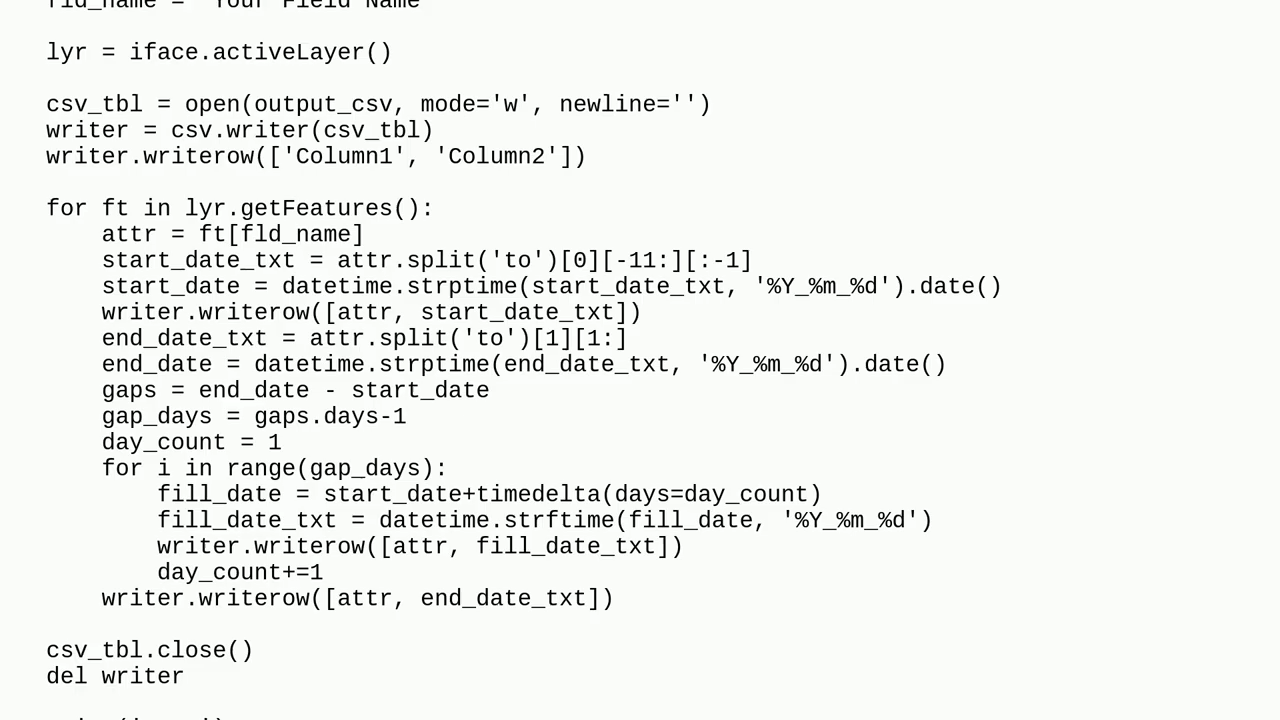 fld_name = 'Your Field Name'
lyr = iface.activeLayer()
csv_tbl = open(output_csv, mode='w', newline='')
writer = csv.writer(csv_tbl)
writer.writerow(['Column1', 'Column2'])
for ft in lyr.getFeatures():
    attr = ft[fld_name]
    start_date_txt = attr.split('to')[0][-11:][:-1]
    start_date = datetime.strptime(start_date_txt, '%Y_%m_%d').date()
    writer.writerow([attr, start_date_txt])
    end_date_txt = attr.split('to')[1][1:]
    end_date = datetime.strptime(end_date_txt, '%Y_%m_%d').date()
    gaps = end_date - start_date
    gap_days = gaps.days-1
    day_count = 1
    for i in range(gap_days):
        fill_date = start_date+timedelta(days=day_count)
        fill_date_txt = datetime.strftime(fill_date, '%Y_%m_%d')
        writer.writerow([attr, fill_date_txt])
        day_count+=1
    writer.writerow([attr, end_date_txt])
csv_tbl.close()
del writer